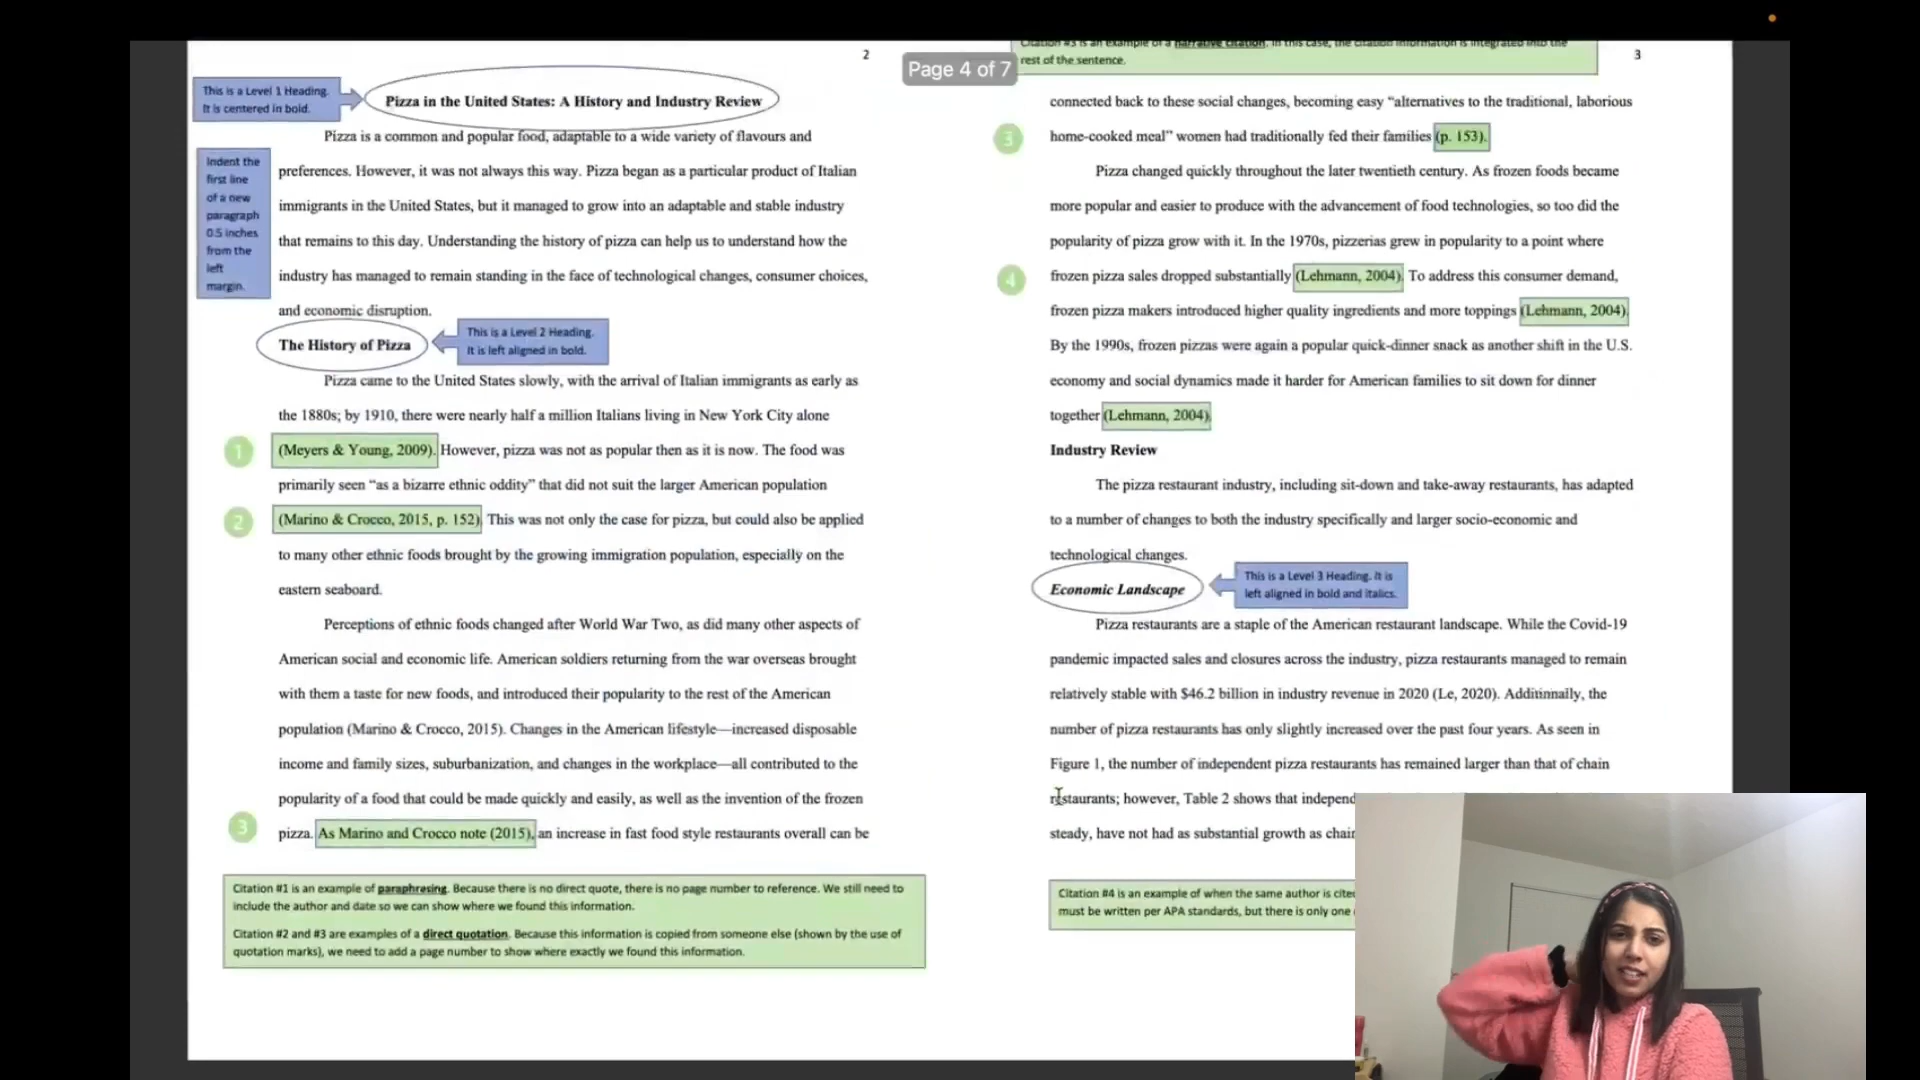 Page 4 of 7
2
This is a Level 1 Heading.
It is centered in bold.
Pizza in the United States: A History and Industry Review
Pizza is a common and popular food, adaptable to a wide variety of flavours and
Indent the
first line
of a new
paragraph
0.5 inches
from the
left
margin.
preferences. However, it was not always this way. Pizza began as a particular product of Italian
immigrants in the United States, but it managed to grow into an adaptable and stable industry
that remains to this day. Understanding the history of pizza can help us to understand how the
industry has managed to remain standing in the face of technological changes, consumer choices,
and economic disruption.
The History of Pizza
This is a Level 2 Heading.
It is left aligned in bold.
Pizza came to the United States slowly, with the arrival of Italian immigrants as early as
the 1880s; by 1910, there were nearly half a million Italians living in New York City alone
1
(Meyers & Young, 2009). However, pizza was not as popular then as it is now. The food was
primarily seen “as a bizarre ethnic oddity” that did not suit the larger American population
2
(Marino & Crocco, 2015, p. 152). This was not only the case for pizza, but could also be applied
to many other ethnic foods brought by the growing immigration population, especially on the
eastern seaboard.
Perceptions of ethnic foods changed after World War Two, as did many other aspects of
American social and economic life. American soldiers returning from the war overseas brought
with them a taste for new foods, and introduced their popularity to the rest of the American
population (Marino & Crocco, 2015). Changes in the American lifestyle—increased disposable
income and family sizes, suburbanization, and changes in the workplace—all contributed to the
popularity of a food that could be made quickly and easily, as well as the invention of the frozen
3
pizza. As Marino and Crocco note (2015), an increase in fast food style restaurants overall can be
Citation #1 is an example of paraphrasing. Because there is no direct quote, there is no page number to reference. We still need to
include the author and date so we can show where we found this information.
Citation #2 and #3 are examples of a direct quotation. Because this information is copied from someone else (shown by the use of
quotation marks), we need to add a page number to show where exactly we found this information.
Citation #3 is an example of a narrative citation. In this case, the citation information is integrated into the
rest of the sentence.
3
connected back to these social changes, becoming easy “alternatives to the traditional, laborious
3
home-cooked meal” women had traditionally fed their families (p. 153).
Pizza changed quickly throughout the later twentieth century. As frozen foods became
more popular and easier to produce with the advancement of food technologies, so too did the
popularity of pizza grow with it. In the 1970s, pizzerias grew in popularity to a point where
4
frozen pizza sales dropped substantially (Lehmann, 2004). To address this consumer demand,
frozen pizza makers introduced higher quality ingredients and more toppings (Lehmann, 2004).
By the 1990s, frozen pizzas were again a popular quick-dinner snack as another shift in the U.S.
economy and social dynamics made it harder for American families to sit down for dinner
together (Lehmann, 2004).
Industry Review
The pizza restaurant industry, including sit-down and take-away restaurants, has adapted
to a number of changes to both the industry specifically and larger socio-economic and
technological changes.
Economic Landscape
This is a Level 3 Heading. It is
left aligned in bold and italics.
Pizza restaurants are a staple of the American restaurant landscape. While the Covid-19
pandemic impacted sales and closures across the industry, pizza restaurants managed to remain
relatively stable with $46.2 billion in industry revenue in 2020 (Le, 2020). Additinnally, the
number of pizza restaurants has only slightly increased over the past four years. As seen in
Figure 1, the number of independent pizza restaurants has remained larger than that of chain
restaurants; however, Table 2 shows that independ
steady, have not had as substantial growth as chain
Citation #4 is an example of when the same author is cited
must be written per APA standards, but there is only one